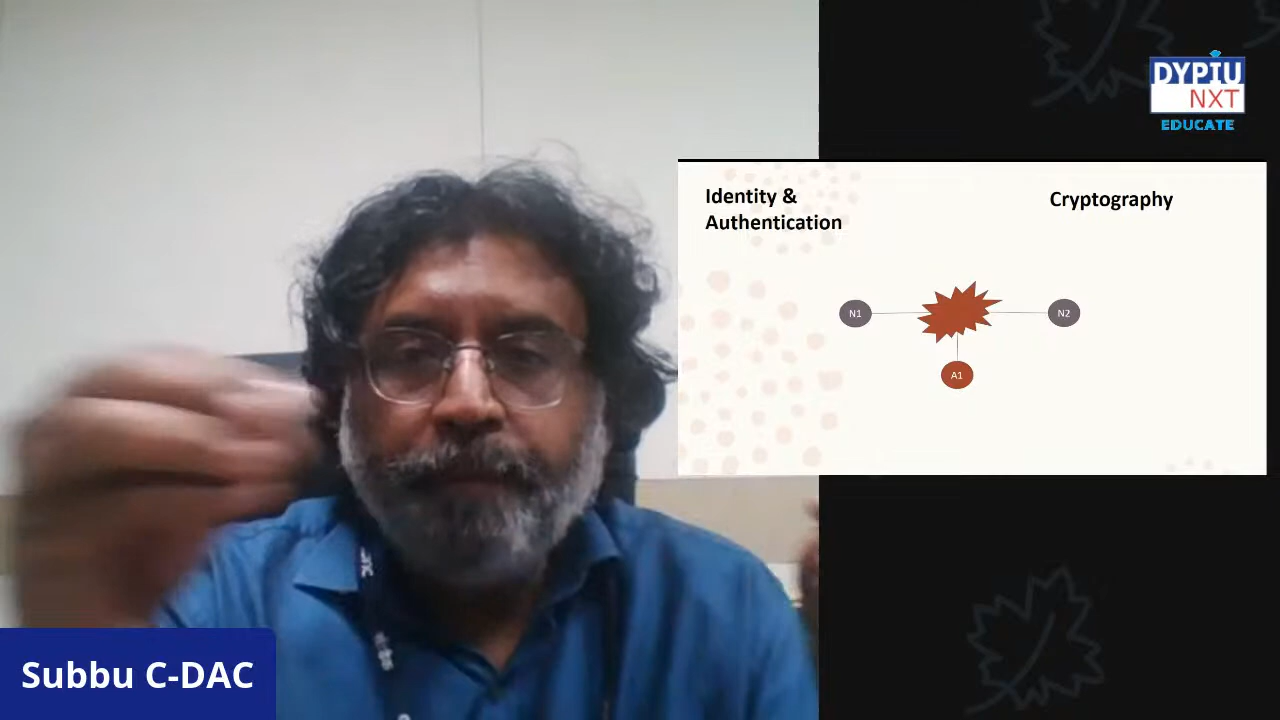 DYPIU
NXT
EDUCATE
Identity &
Authentication
Cryptography
N1
N2
A1
Subbu C-DAC